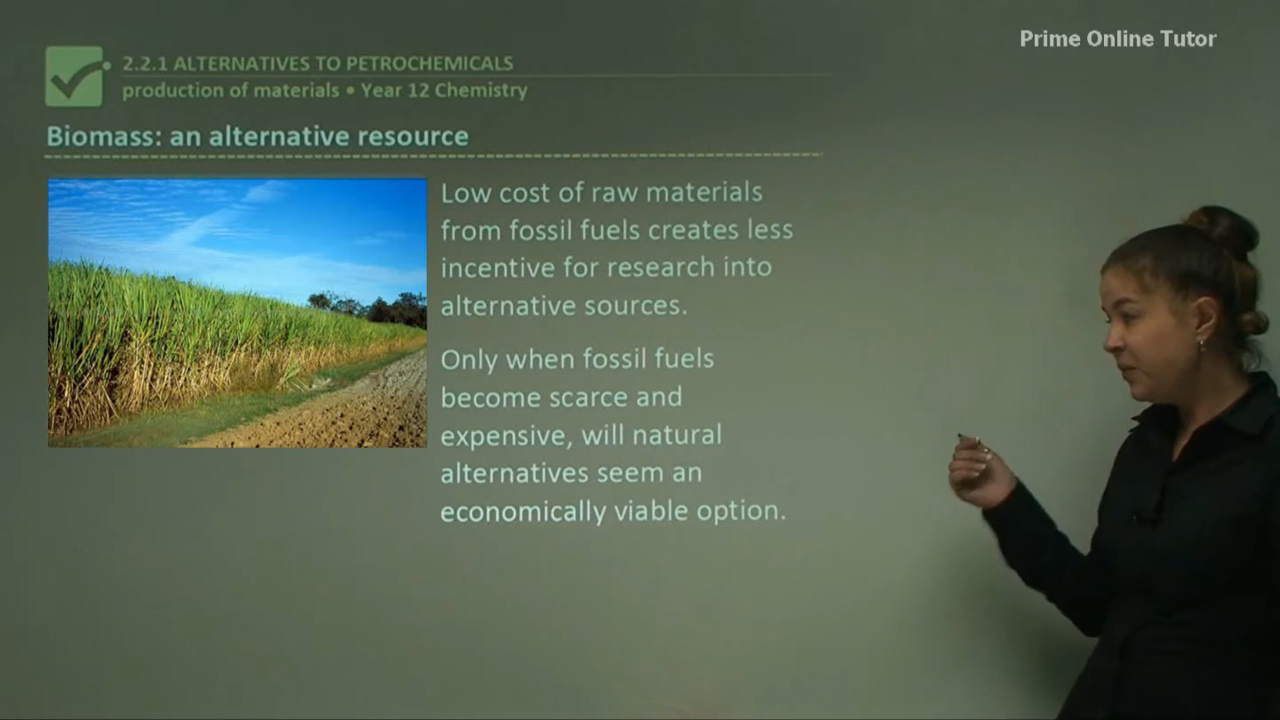 Prime Online Tutor
2.2.1 ALTERNATIVES TO PETROCHEMICALS
production of materials • Year 12 Chemistry
Biomass: an alternative resource
Low cost of raw materials
from fossil fuels creates less
incentive for research into
alternative sources.
Only when fossil fuels
become scarce and
expensive, will natural
alternatives seem an
economically viable option.